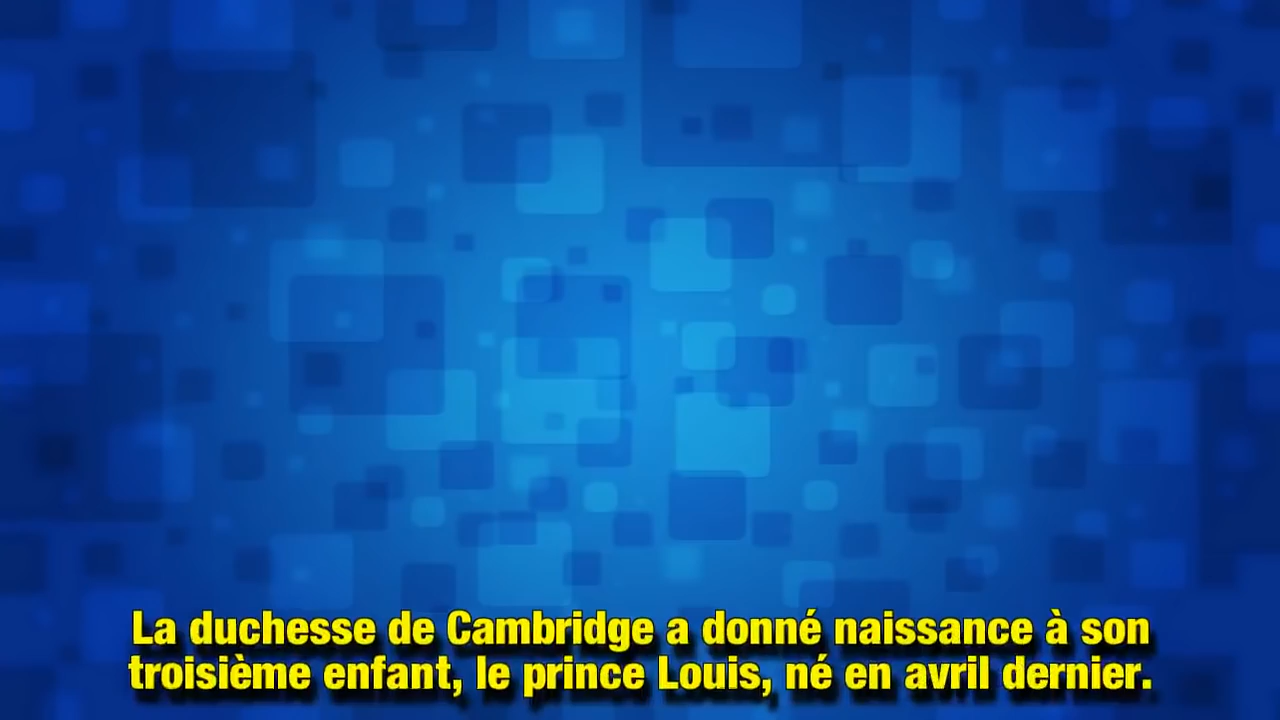 La duchesse de Cambridge a donné naissance à son
troisième enfant, le prince Louis, né en avril dernier.